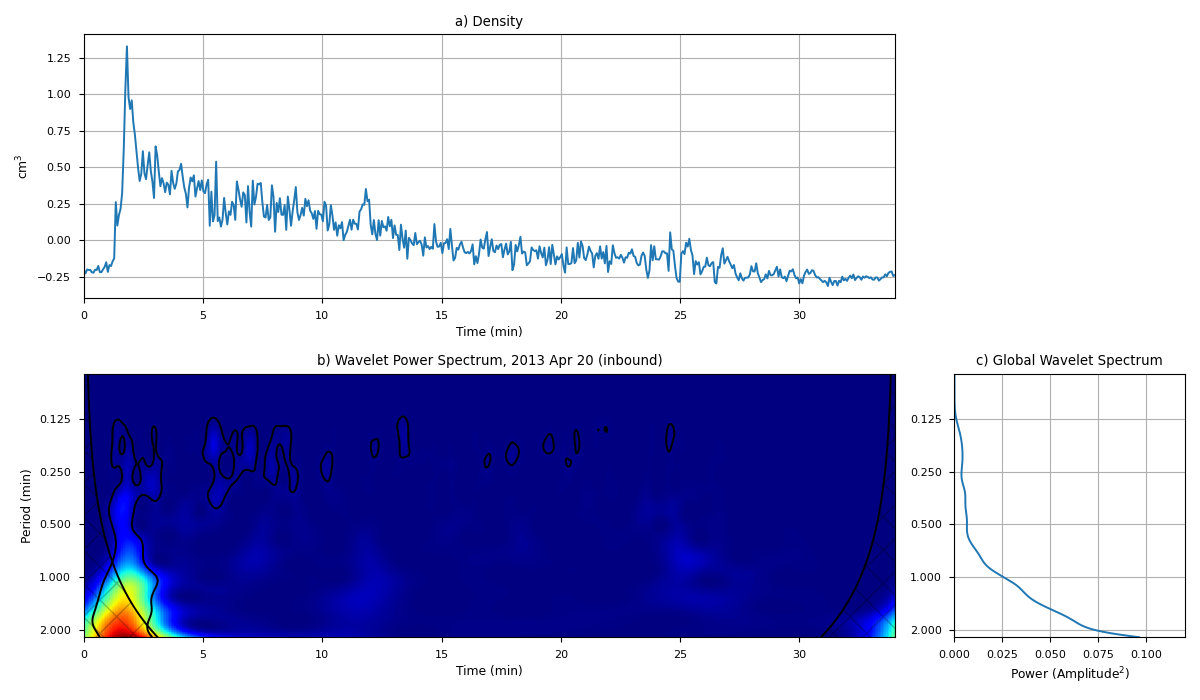 a) Density
cm³
1.25
1.00
0.75
0.50
0.25
0.00
−0.25
0 5 10 15 20 25 30
Time (min)
b) Wavelet Power Spectrum, 2013 Apr 20 (inbound)
Period (min)
0.125
0.250
0.500
1.000
2.000
0 5 10 15 20 25 30
Time (min)
c) Global Wavelet Spectrum
0.125
0.250
0.500
1.000
2.000
0.000 0.025 0.050 0.075 0.100
Power (Amplitude²)